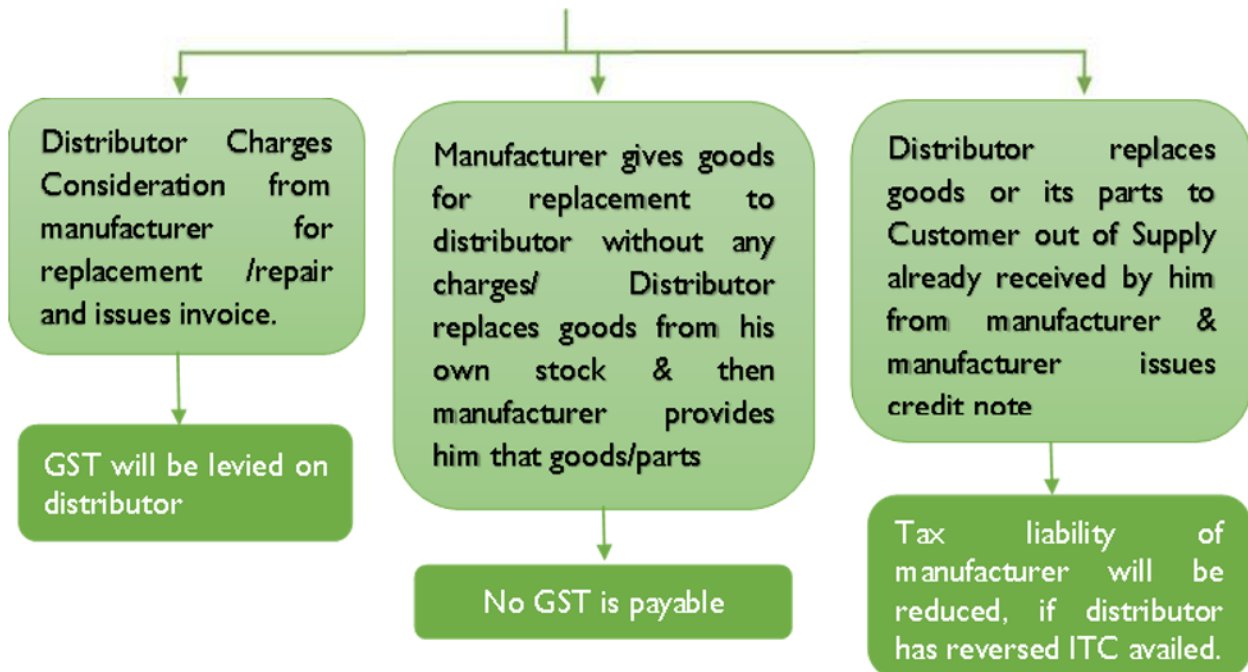 Distributor Charges
Consideration from
manufacturer for
replacement /repair
and issues invoice.
GST will be levied on
distributor
Manufacturer gives goods
for replacement to
distributor without any
charges/ Distributor
replaces goods from his
own stock & then
manufacturer provides
him that goods/parts
No GST is payable
Distributor replaces
goods or its parts to
Customer out of Supply
already received by him
from manufacturer &
manufacturer issues
credit note
Tax liability of
manufacturer will be
reduced, if distributor
has reversed ITC availed.